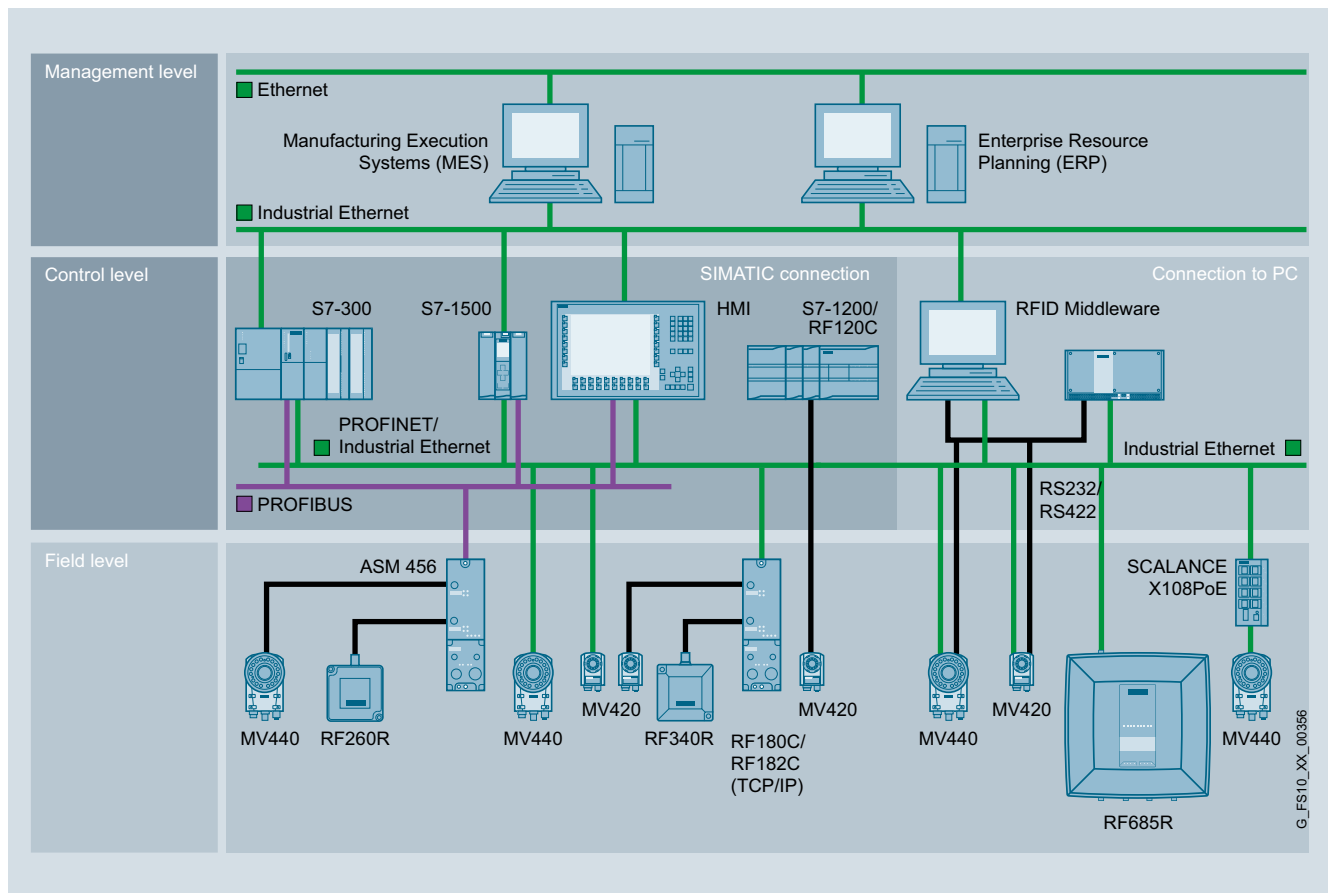 Management level
Ethernet
Manufacturing Execution
Systems (MES)
Enterprise Resource
Planning (ERP)
Industrial Ethernet
Control level
SIMATIC connection
Connection to PC
S7-300
S7-1500
HMI
S7-1200/
RF120C
RFID Middleware
PROFINET/
Industrial Ethernet
Industrial Ethernet
PROFIBUS
RS232/
RS422
Field level
ASM 456
SCALANCE
X108PoE
MV440
RF260R
MV440
MV420
RF340R
RF180C/
RF182C
(TCP/IP)
MV420
MV440
MV420
RF685R
MV440
G_FS10_XX_00356